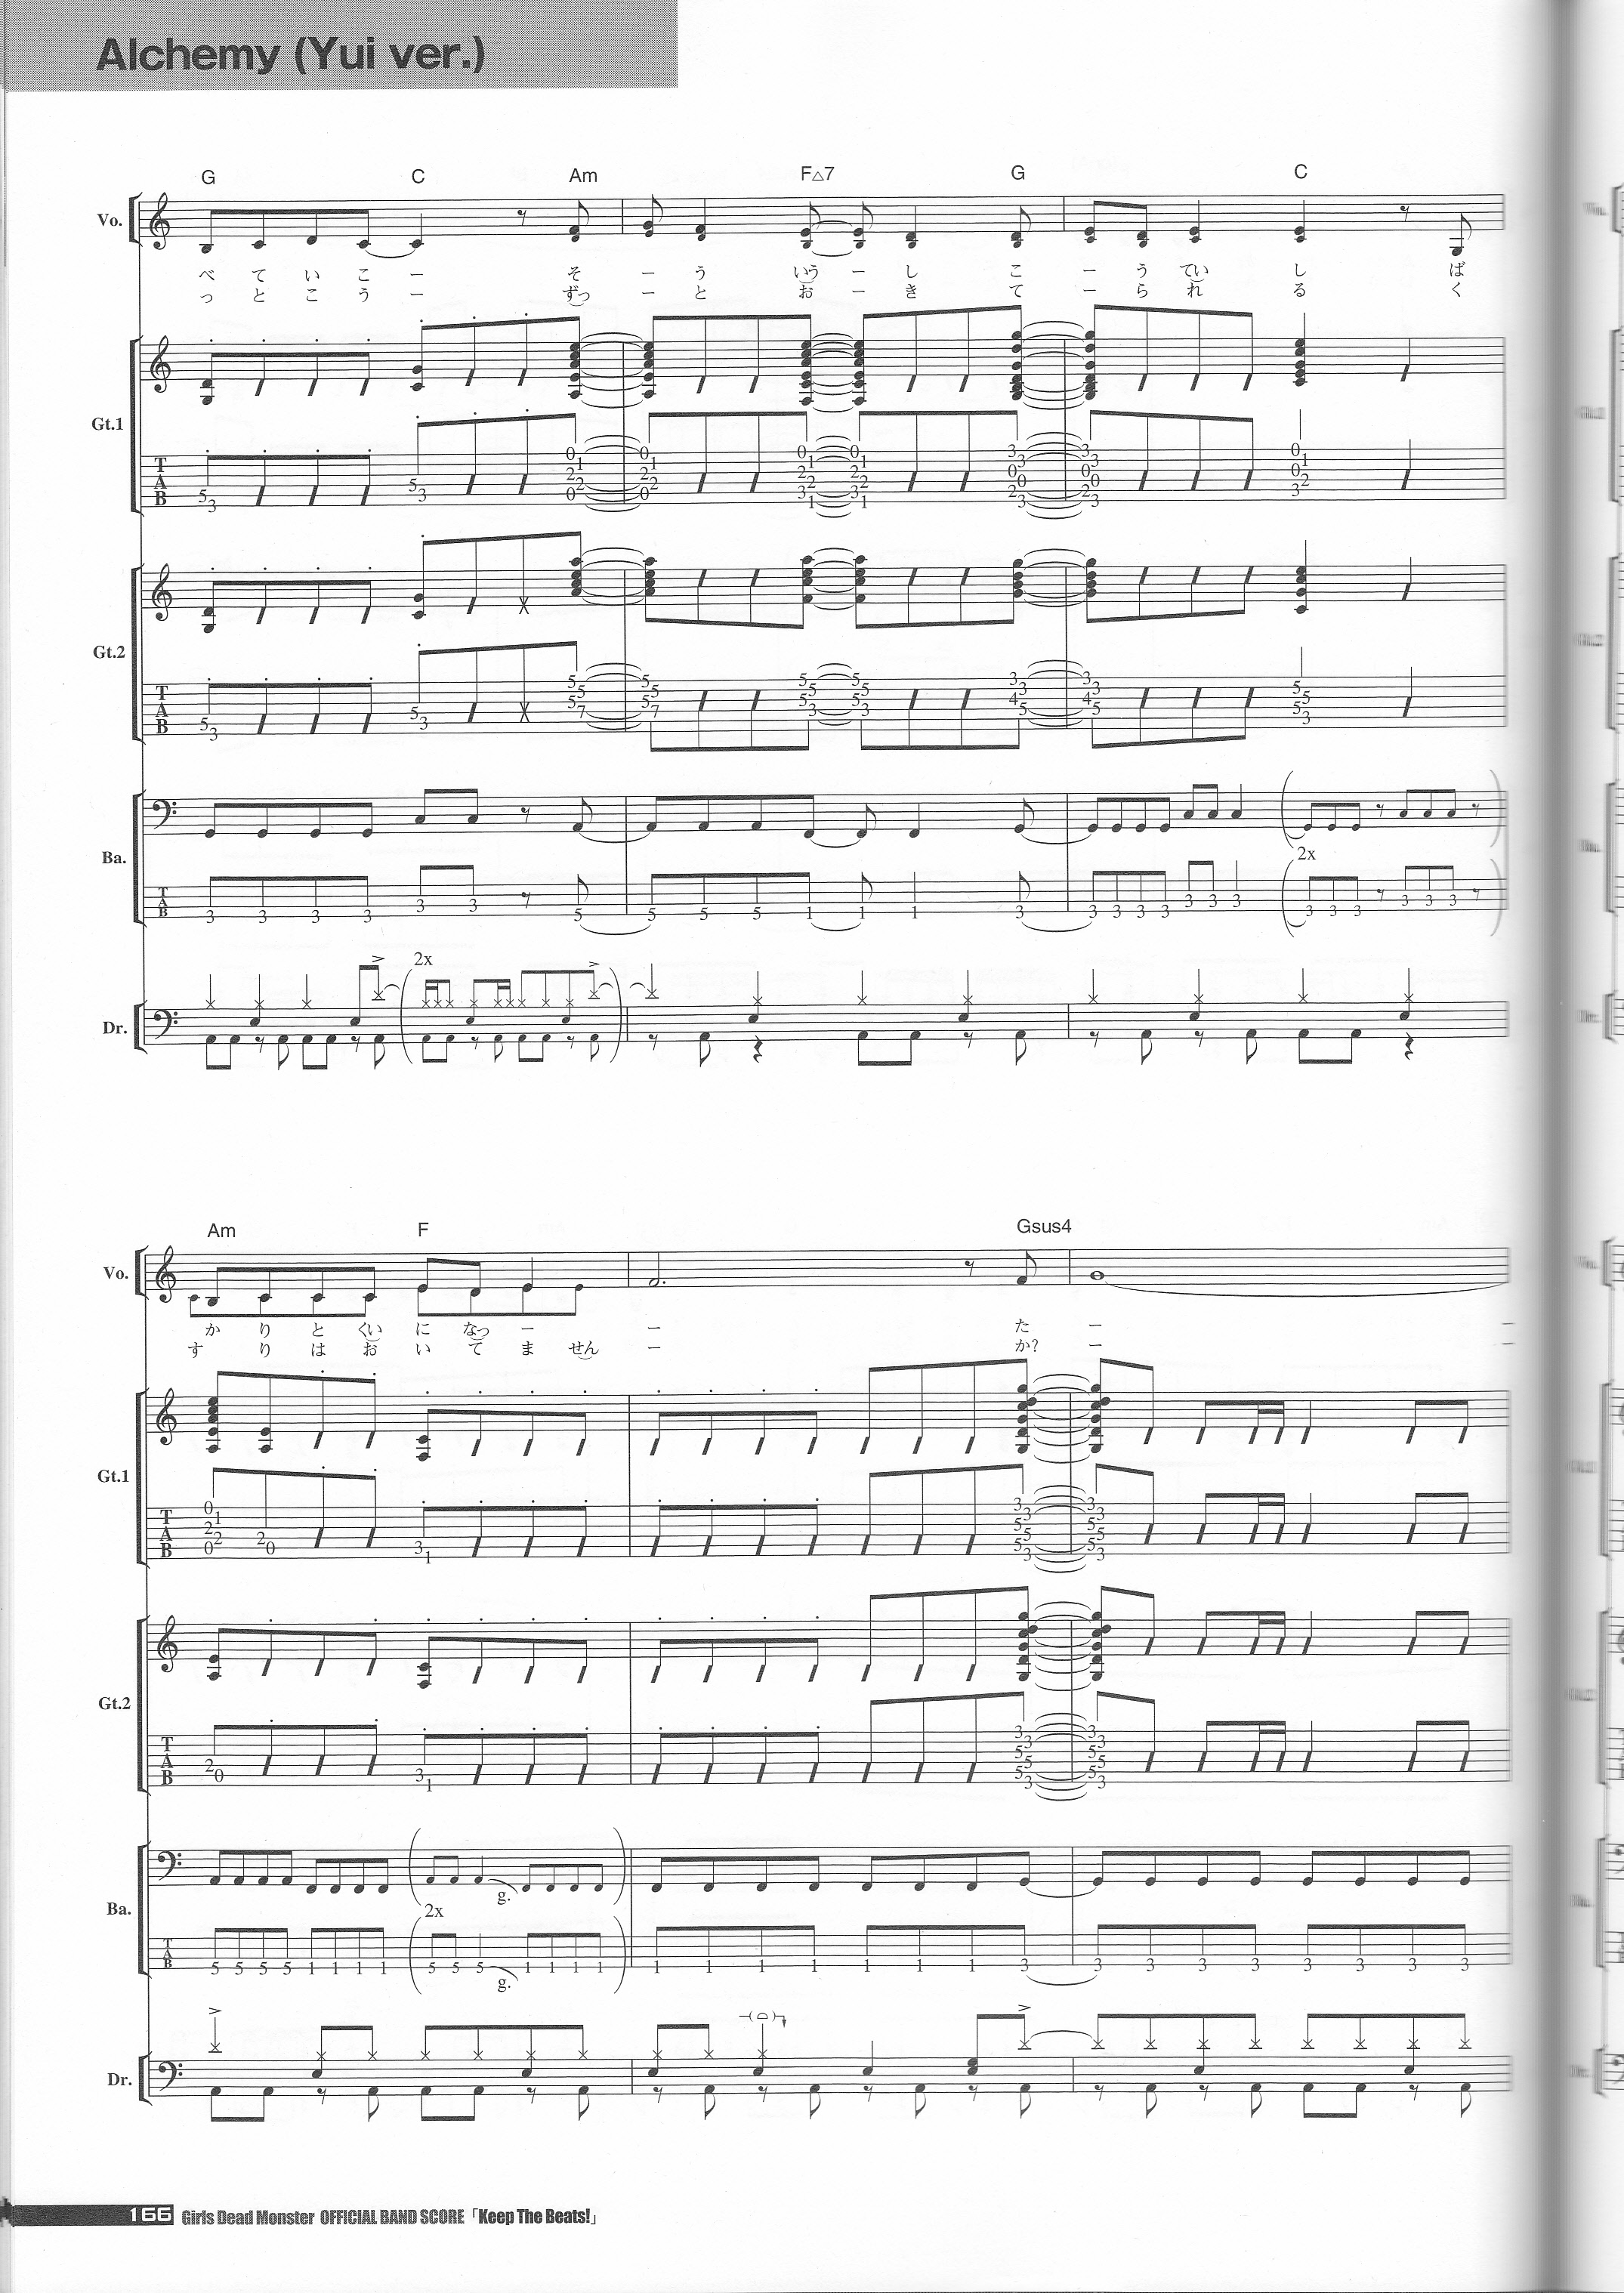 Alchemy (Yui ver.)
G C Am F△7 G C
Vo.
べ て い こ ー そ ー う いう ー し こ ー う てい し ば
っ と こ う ー ずっ ー と お ー き て ー ら れ る く
Gt.1
T A B
Gt.2
T A B
Ba.
2x
T A B
2x
Dr.
Am F Gsus4
Vo.
か り と くい に なっ ー ー た ー ー
す り は お い て ま せん ー か? ー ー
Gt.1
T A B
Gt.2
T A B
Ba.
g.
2x
T A B
g.
Dr.
166 Girls Dead Monster OFFICIAL BAND SCORE「Keep The Beats!」